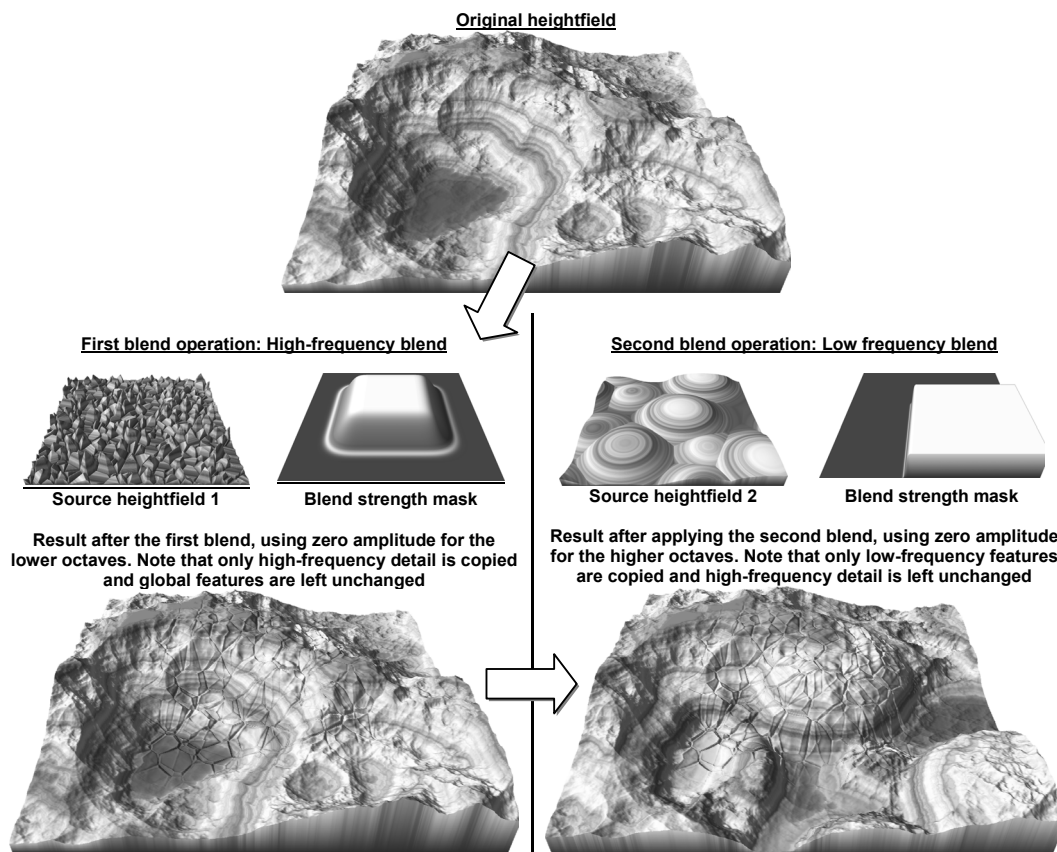 Original heightfield
First blend operation: High-frequency blend
Source heightfield 1
Blend strength mask
Result after the first blend, using zero amplitude for the
lower octaves. Note that only high-frequency detail is copied
and global features are left unchanged
Second blend operation: Low frequency blend
Source heightfield 2
Blend strength mask
Result after applying the second blend, using zero amplitude
for the higher octaves. Note that only low-frequency features
are copied and high-frequency detail is left unchanged